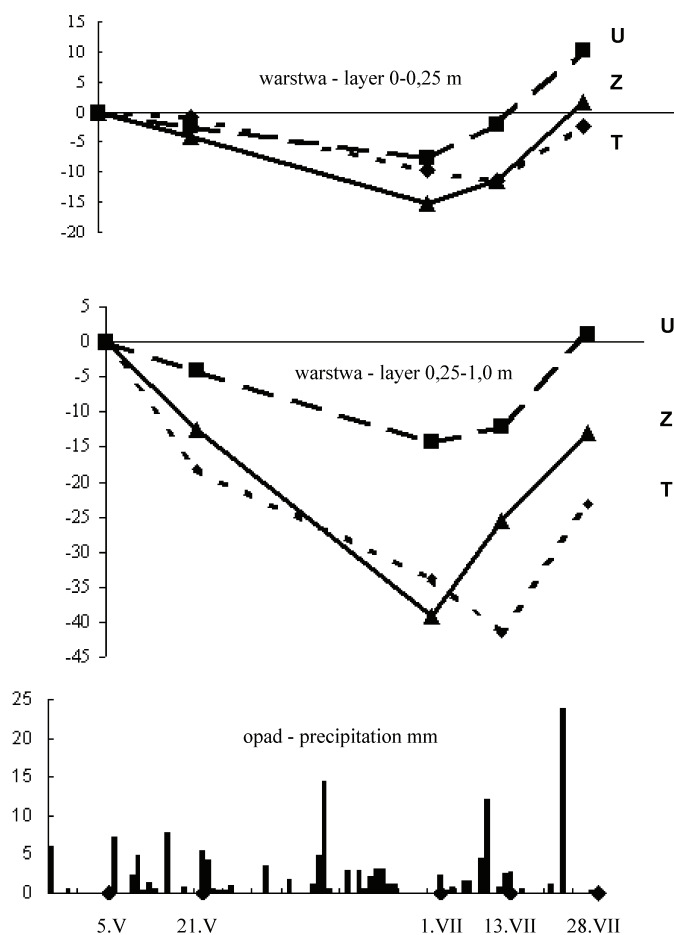 15
10
U
5
warstwa - layer 0-0,25 m
Z
0
-5
T
-10
-15
-20
5
0
U
-5
warstwa - layer 0,25-1,0 m
-10
Z
-15
-20
T
-25
-30
-35
-40
-45
25
20
opad - precipitation mm
15
10
5
0
5.V 21.V 1.VII 13.VII 28.VII